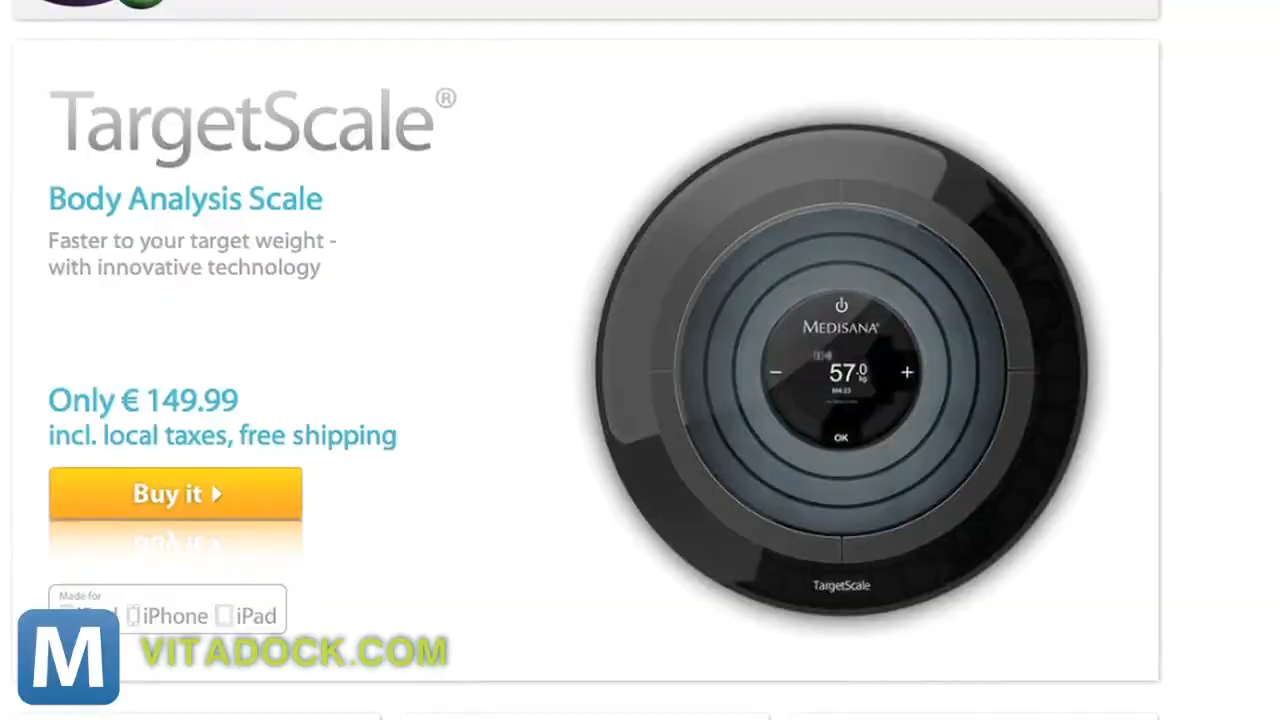 TargetScale®
Body Analysis Scale
Faster to your target weight -
with innovative technology
Only € 149.99
incl. local taxes, free shipping
Buy it
Made for
iPhone iPad
M VITADOCK.COM
MEDISANA®
57.0
kg
- +
OK
TargetScale